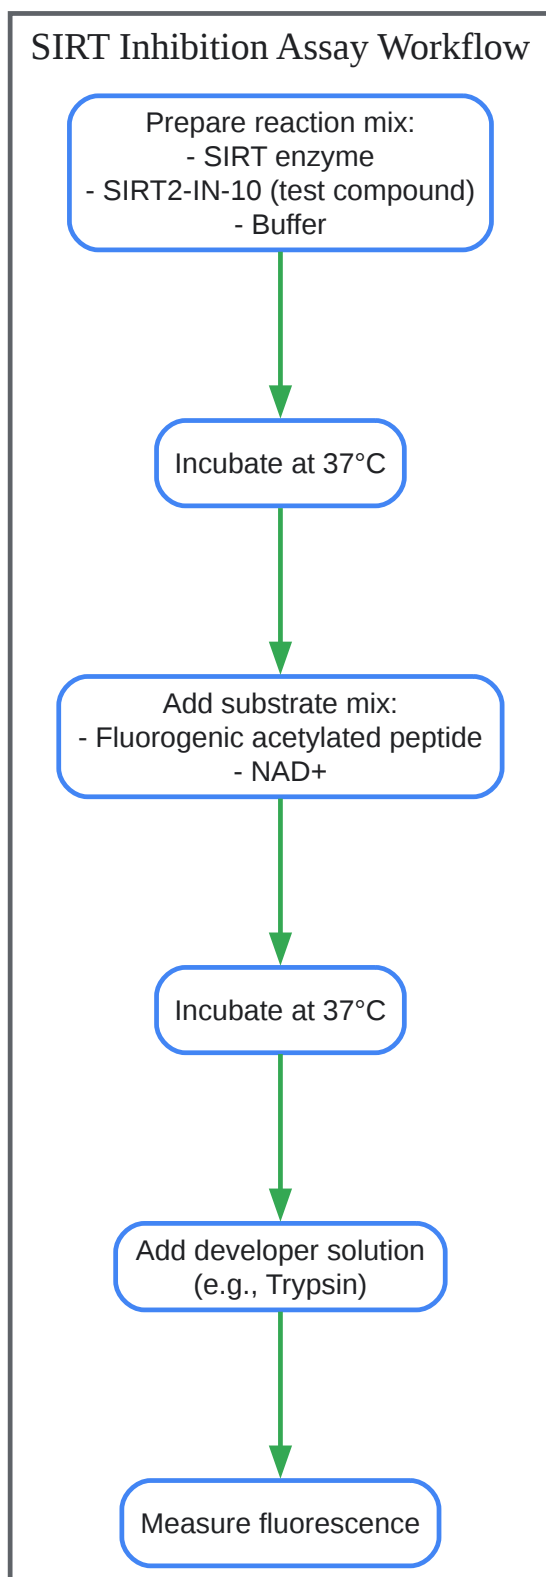 SIRT Inhibition Assay Workflow
Prepare reaction mix:
- SIRT enzyme
- SIRT2-IN-10 (test compound)
- Buffer
Incubate at 37°C
Add substrate mix:
- Fluorogenic acetylated peptide
- NAD+
Incubate at 37°C
Add developer solution
(e.g., Trypsin)
Measure fluorescence